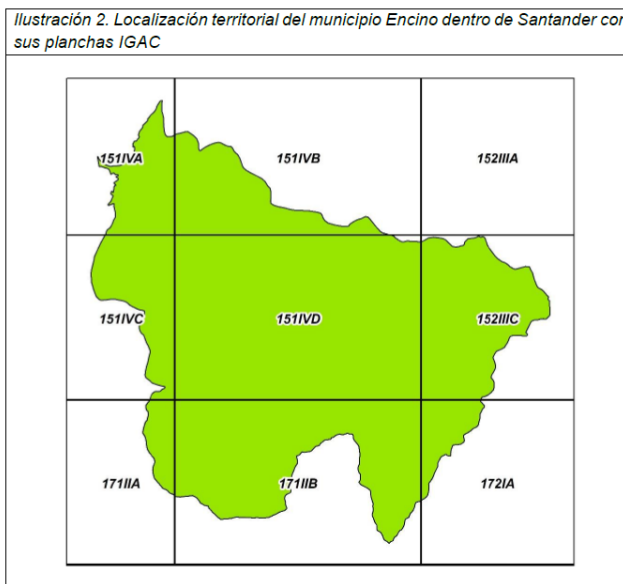 Ilustración 2. Localización territorial del municipio Encino dentro de Santander con
sus planchas IGAC
151IVA 151IVB 152IIIA
151IVC 151IVD 152IIIC
171IIA 171IIB 172IA